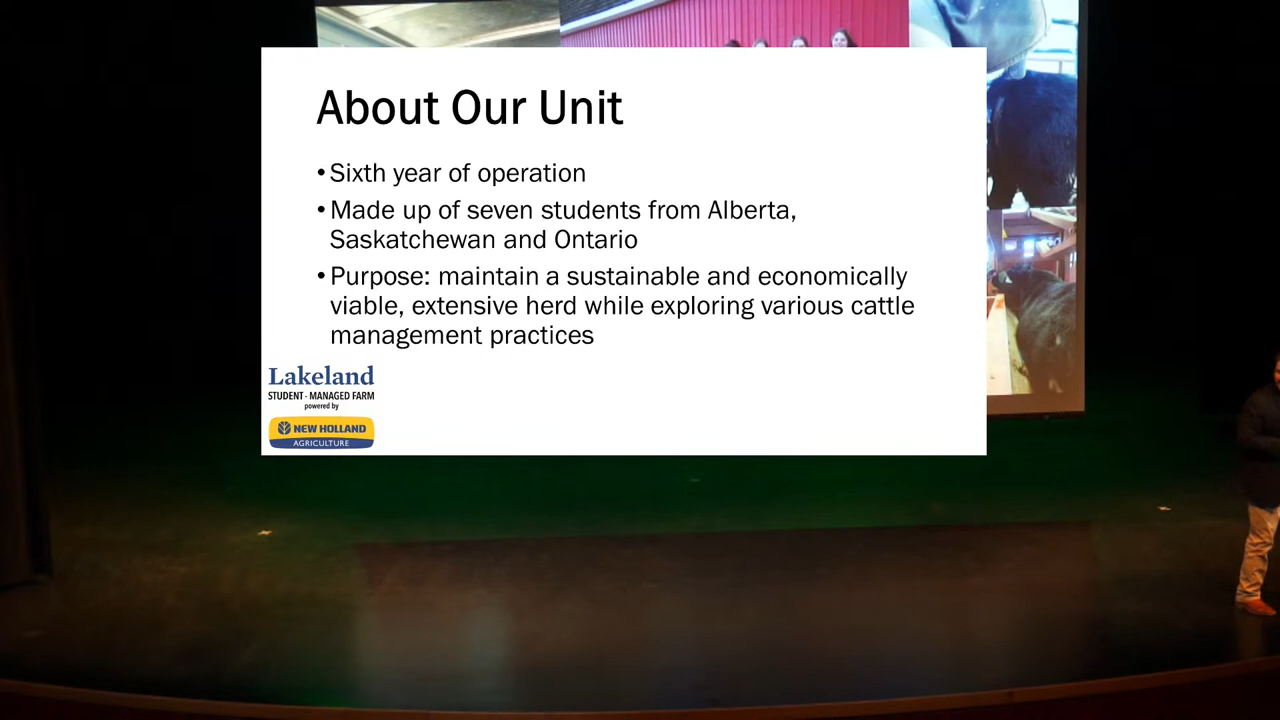 About Our Unit
•Sixth year of operation
•Made up of seven students from Alberta,
Saskatchewan and Ontario
•Purpose: maintain a sustainable and economically
viable, extensive herd while exploring various cattle
management practices
Lakeland
STUDENT - MANAGED FARM
powered by
NEW HOLLAND
AGRICULTURE